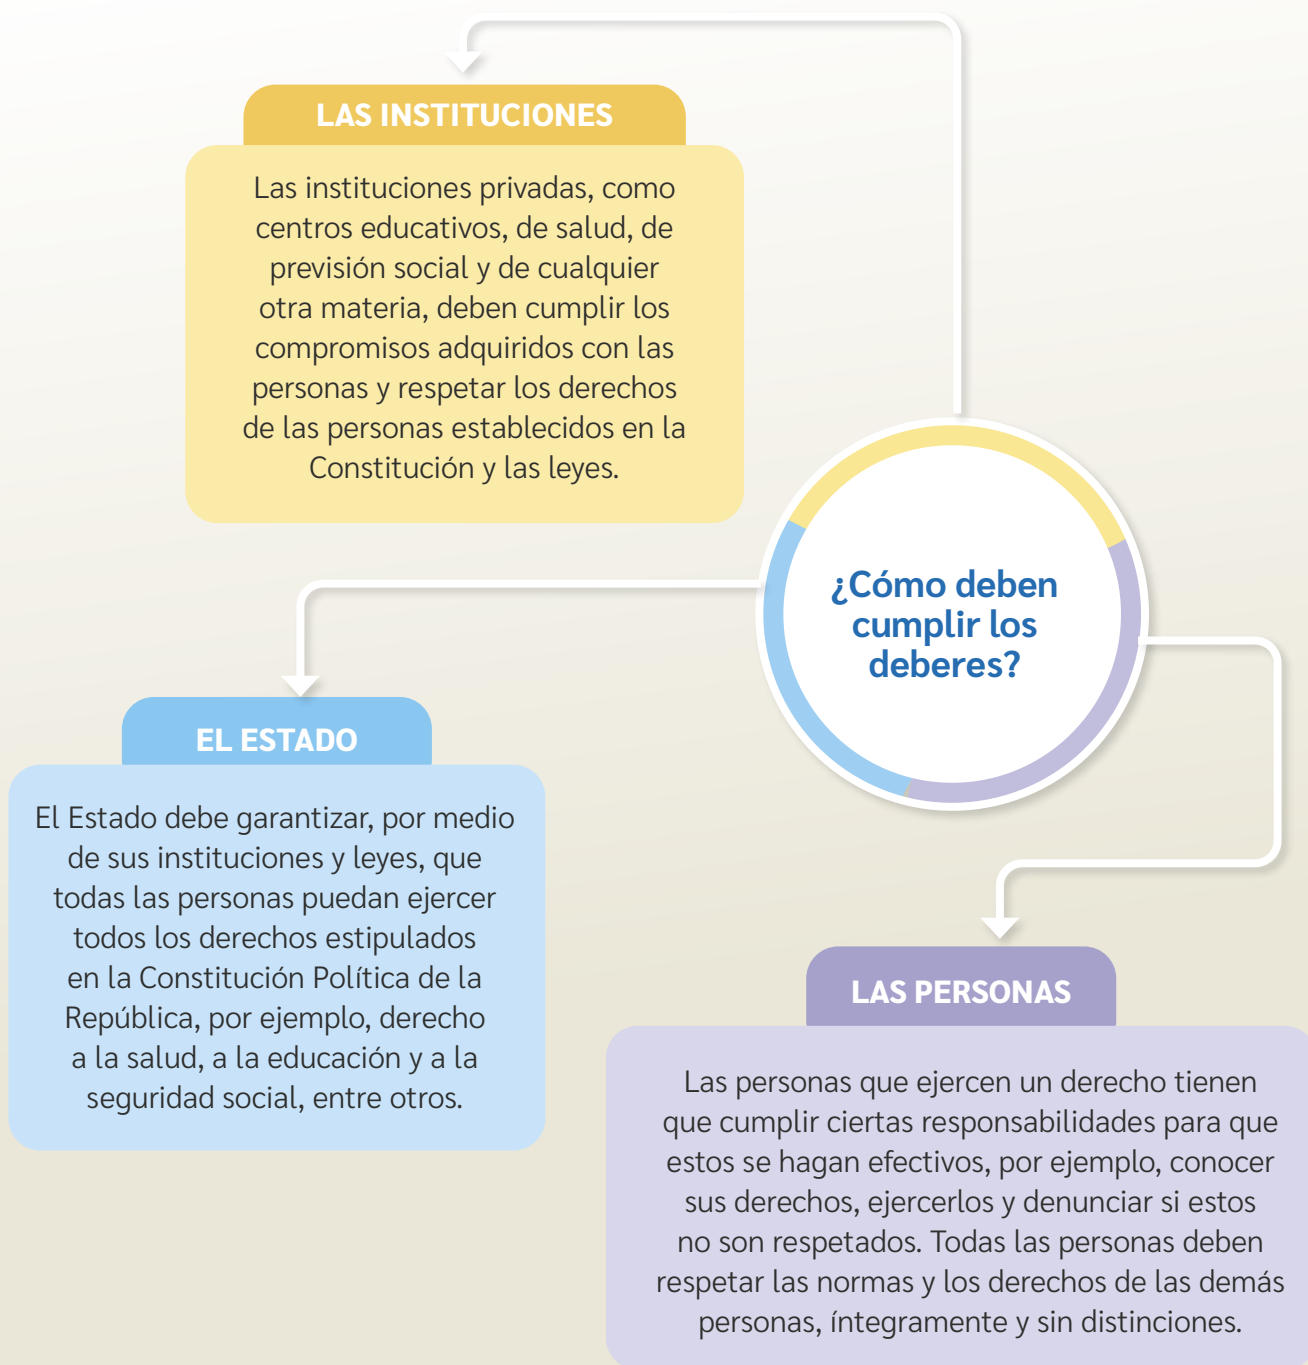 LAS INSTITUCIONES
Las instituciones privadas, como
centros educativos, de salud, de
previsión social y de cualquier
otra materia, deben cumplir los
compromisos adquiridos con las
personas y respetar los derechos
de las personas establecidos en la
Constitución y las leyes.
¿Cómo deben
cumplir los
deberes?
EL ESTADO
El Estado debe garantizar, por medio
de sus instituciones y leyes, que
todas las personas puedan ejercer
todos los derechos estipulados
en la Constitución Política de la
República, por ejemplo, derecho
a la salud, a la educación y a la
seguridad social, entre otros.
LAS PERSONAS
Las personas que ejercen un derecho tienen
que cumplir ciertas responsabilidades para que
estos se hagan efectivos, por ejemplo, conocer
sus derechos, ejercerlos y denunciar si estos
no son respetados. Todas las personas deben
respetar las normas y los derechos de las demás
personas, íntegramente y sin distinciones.